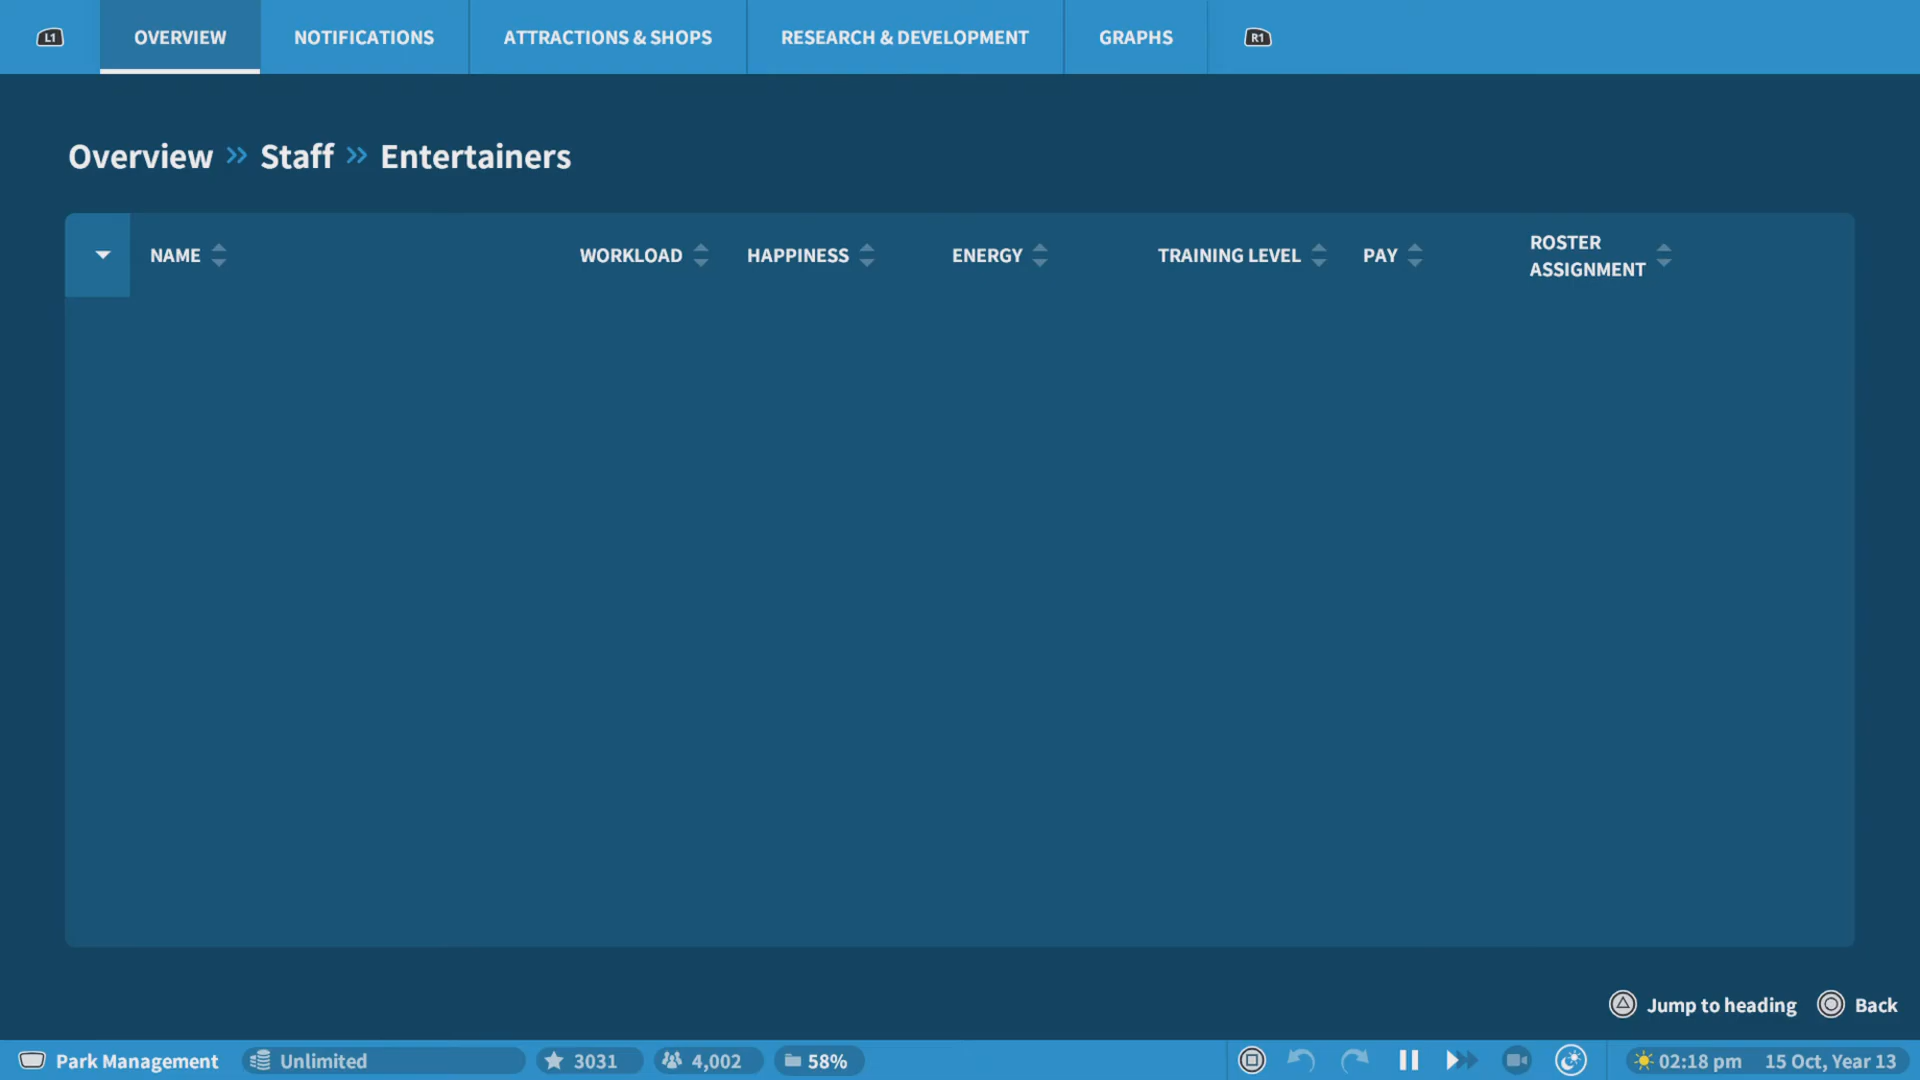 L1 OVERVIEW NOTIFICATIONS ATTRACTIONS & SHOPS RESEARCH & DEVELOPMENT GRAPHS R1
Overview » Staff » Entertainers
NAME WORKLOAD HAPPINESS ENERGY TRAINING LEVEL PAY ROSTER
ASSIGNMENT
Jump to heading Back
Park Management Unlimited 3031 4,002 58% 02:18 pm 15 Oct, Year 13